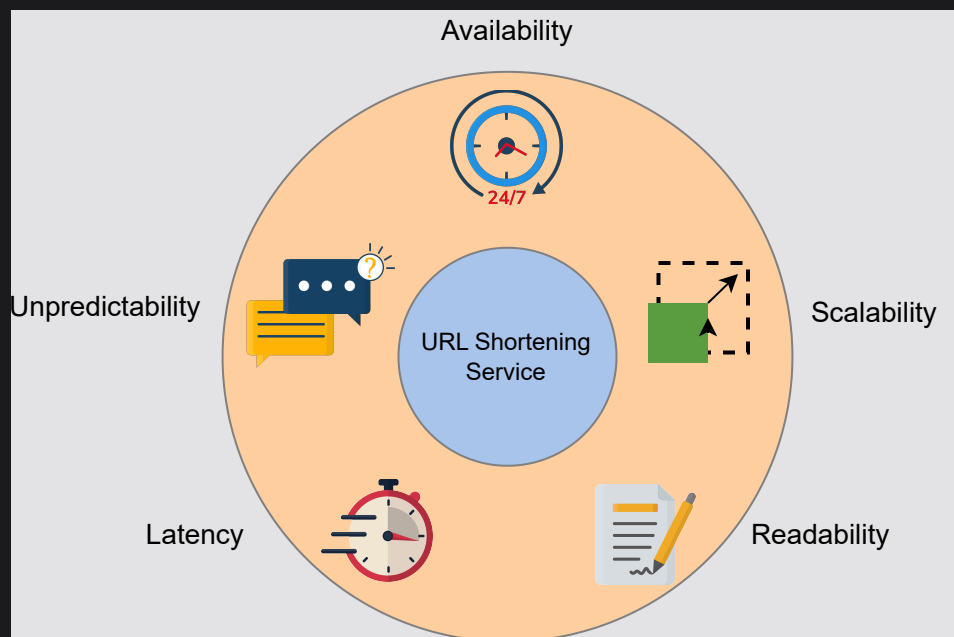 Availability
24/7
?
Unpredictability
Scalability
URL Shortening
Service
Latency
Readability